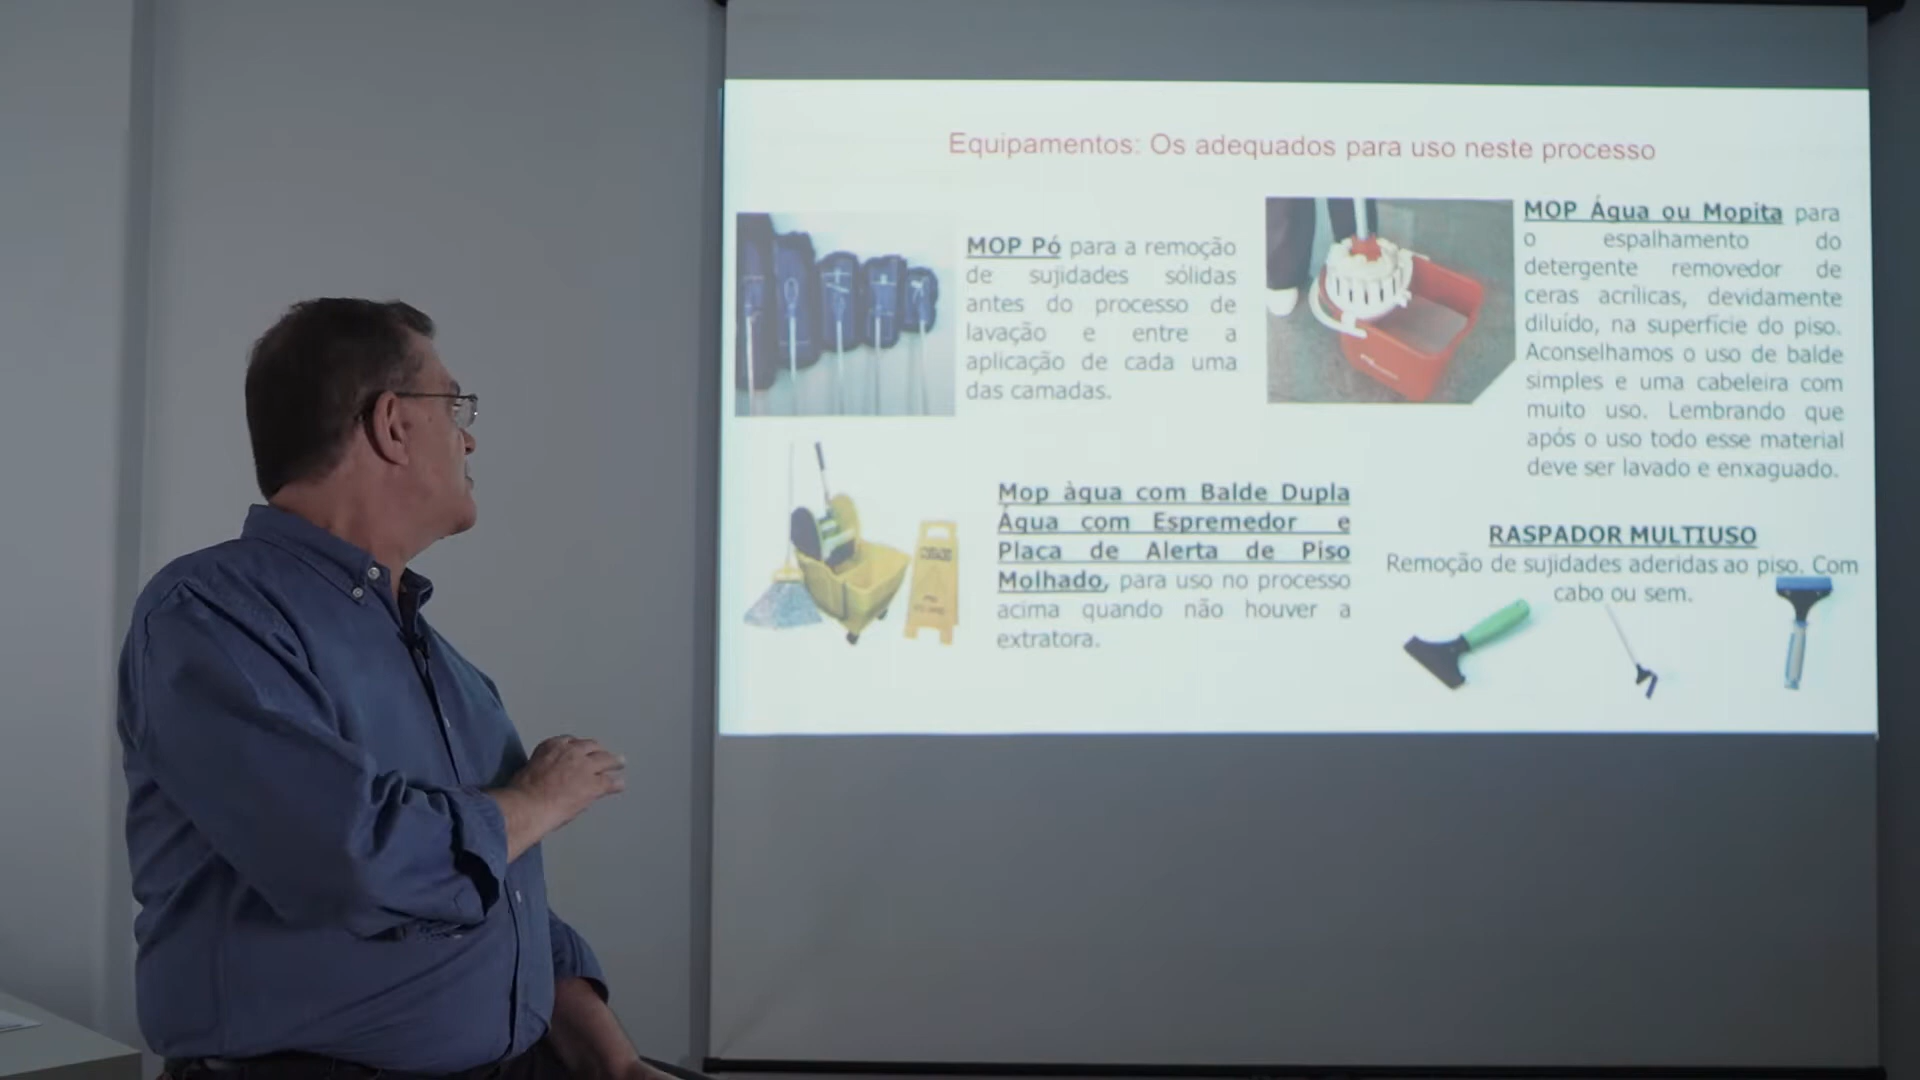 Equipamentos: Os adequados para uso neste processo
MOP Pó para a remoção
de sujidades sólidas
antes do processo de
lavação e entre a
aplicação de cada uma
das camadas.
MOP Água ou Mopita para
o espalhamento do
detergente removedor de
ceras acrílicas, devidamente
diluído, na superfície do piso.
Aconselhamos o uso de balde
simples e uma cabeleira com
muito uso. Lembrando que
após o uso todo esse material
deve ser lavado e enxaguado.
Mop àgua com Balde Dupla
Água com Espremedor e
Placa de Alerta de Piso
Molhado, para uso no processo
acima quando não houver a
extratora.
RASPADOR MULTIUSO
Remoção de sujidades aderidas ao piso. Com
cabo ou sem.